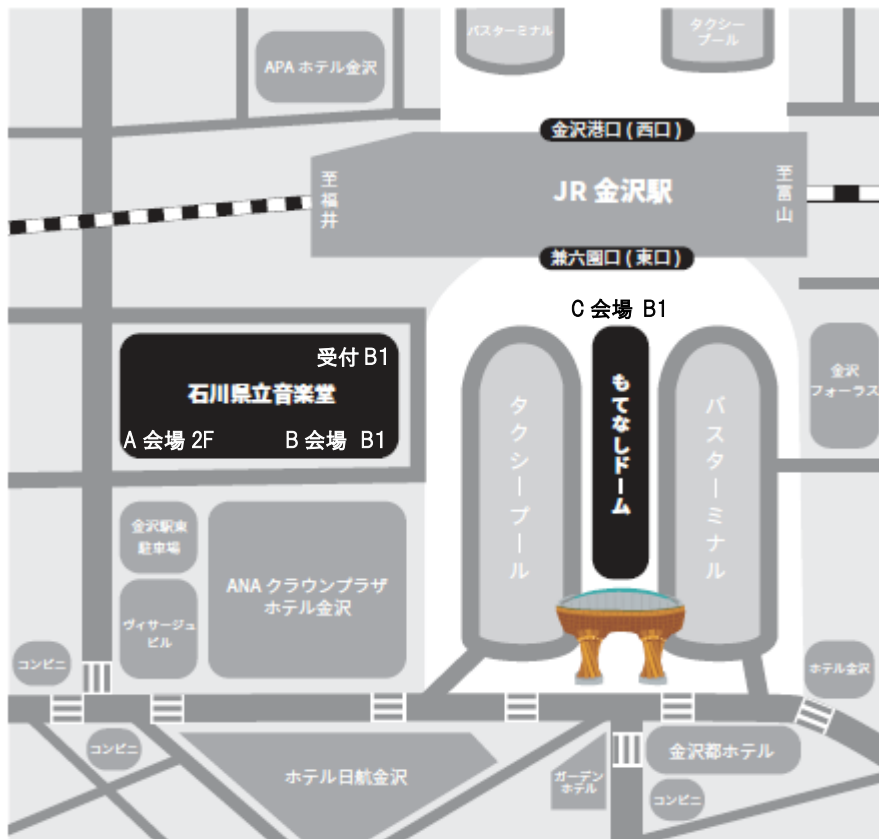 バスターミナル
タクシー
プール
APA ホテル金沢
金沢港口 ( 西口 )
至福井
JR 金沢駅
至富山
兼六園口 ( 東口 )
C 会場 B1
受付 B1
石川県立音楽堂
A 会場 2F
B 会場 B1
タクシープール
もてなしドーム
バスターミナル
金沢
フォーラス
金沢駅東
駐車場
ANA クラウンプラザ
ホテル金沢
ヴィサージュ
ビル
コンビニ
ホテル金沢
コンビニ
ホテル日航金沢
ガーデン
ホテル
金沢都ホテル
コンビニ